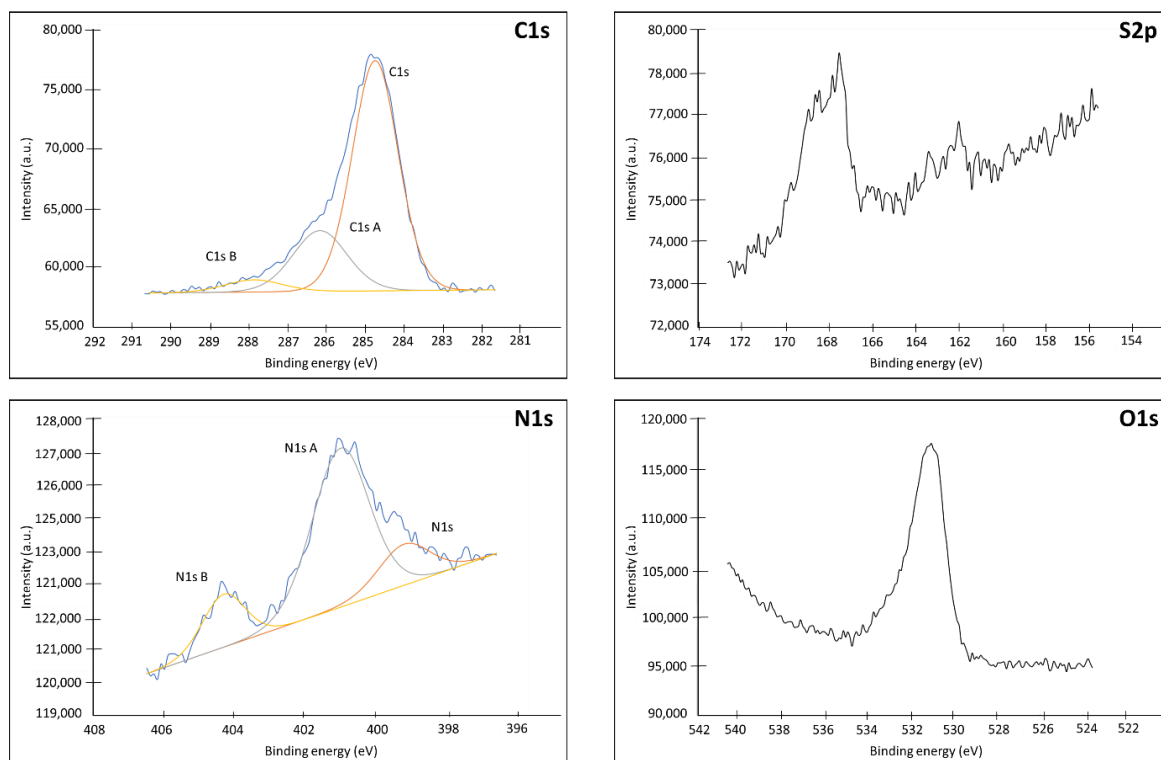 C1s
80,000
75,000
70,000
65,000
60,000
55,000
Intensity (a.u.)
C1s
C1s A
C1s B
292 291 290 289 288 287 286 285 284 283 282 281
Binding energy (eV)
S2p
80,000
78,000
77,000
76,000
75,000
74,000
73,000
72,000
Intensity (a.u.)
174 172 170 168 166 164 162 160 158 156 154
Binding energy (eV)
N1s
128,000
127,000
126,000
125,000
123,000
121,000
122,000
121,000
120,000
119,000
Intensity (a.u.)
N1s A
N1s
N1s B
408 406 404 402 401 400 398 396
Binding energy (eV)
O1s
120,000
115,000
110,000
105,000
100,000
95,000
90,000
Intensity (a.u.)
542 540 538 536 534 532 531 530 528 526 524 522
Binding energy (eV)